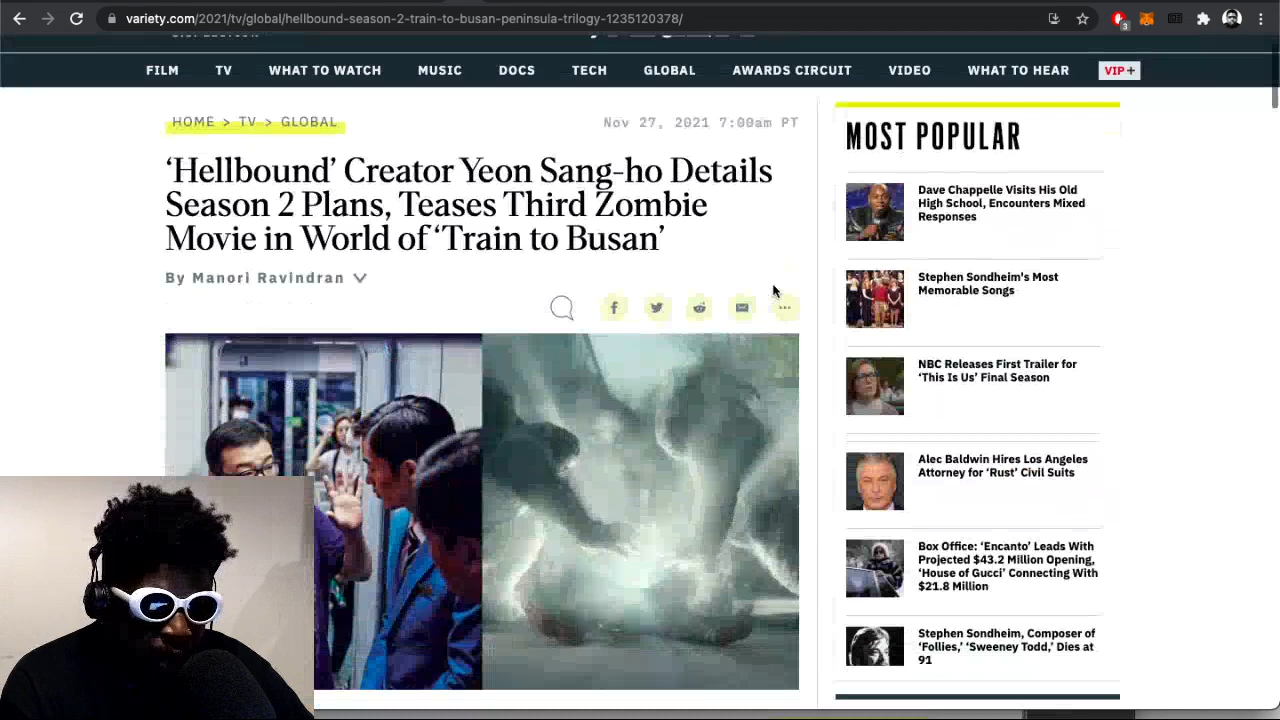 variety.com/2021/tv/global/hellbound-season-2-train-to-busan-peninsula-trilogy-1235120378/
3
FILM TV WHAT TO WATCH MUSIC DOCS TECH GLOBAL AWARDS CIRCUIT VIDEO WHAT TO HEAR VIP+
HOME > TV > GLOBAL
Nov 27, 2021 7:00am PT
‘Hellbound’ Creator Yeon Sang-ho Details
Season 2 Plans, Teases Third Zombie
Movie in World of ‘Train to Busan’
By Manori Ravindran
MOST POPULAR
Dave Chappelle Visits His Old
High School, Encounters Mixed
Responses
Stephen Sondheim's Most
Memorable Songs
NBC Releases First Trailer for
‘This Is Us’ Final Season
Alec Baldwin Hires Los Angeles
Attorney for ‘Rust’ Civil Suits
Box Office: ‘Encanto’ Leads With
Projected $43.2 Million Opening,
‘House of Gucci’ Connecting With
$21.8 Million
Stephen Sondheim, Composer of
‘Follies,’ ‘Sweeney Todd,’ Dies at
91